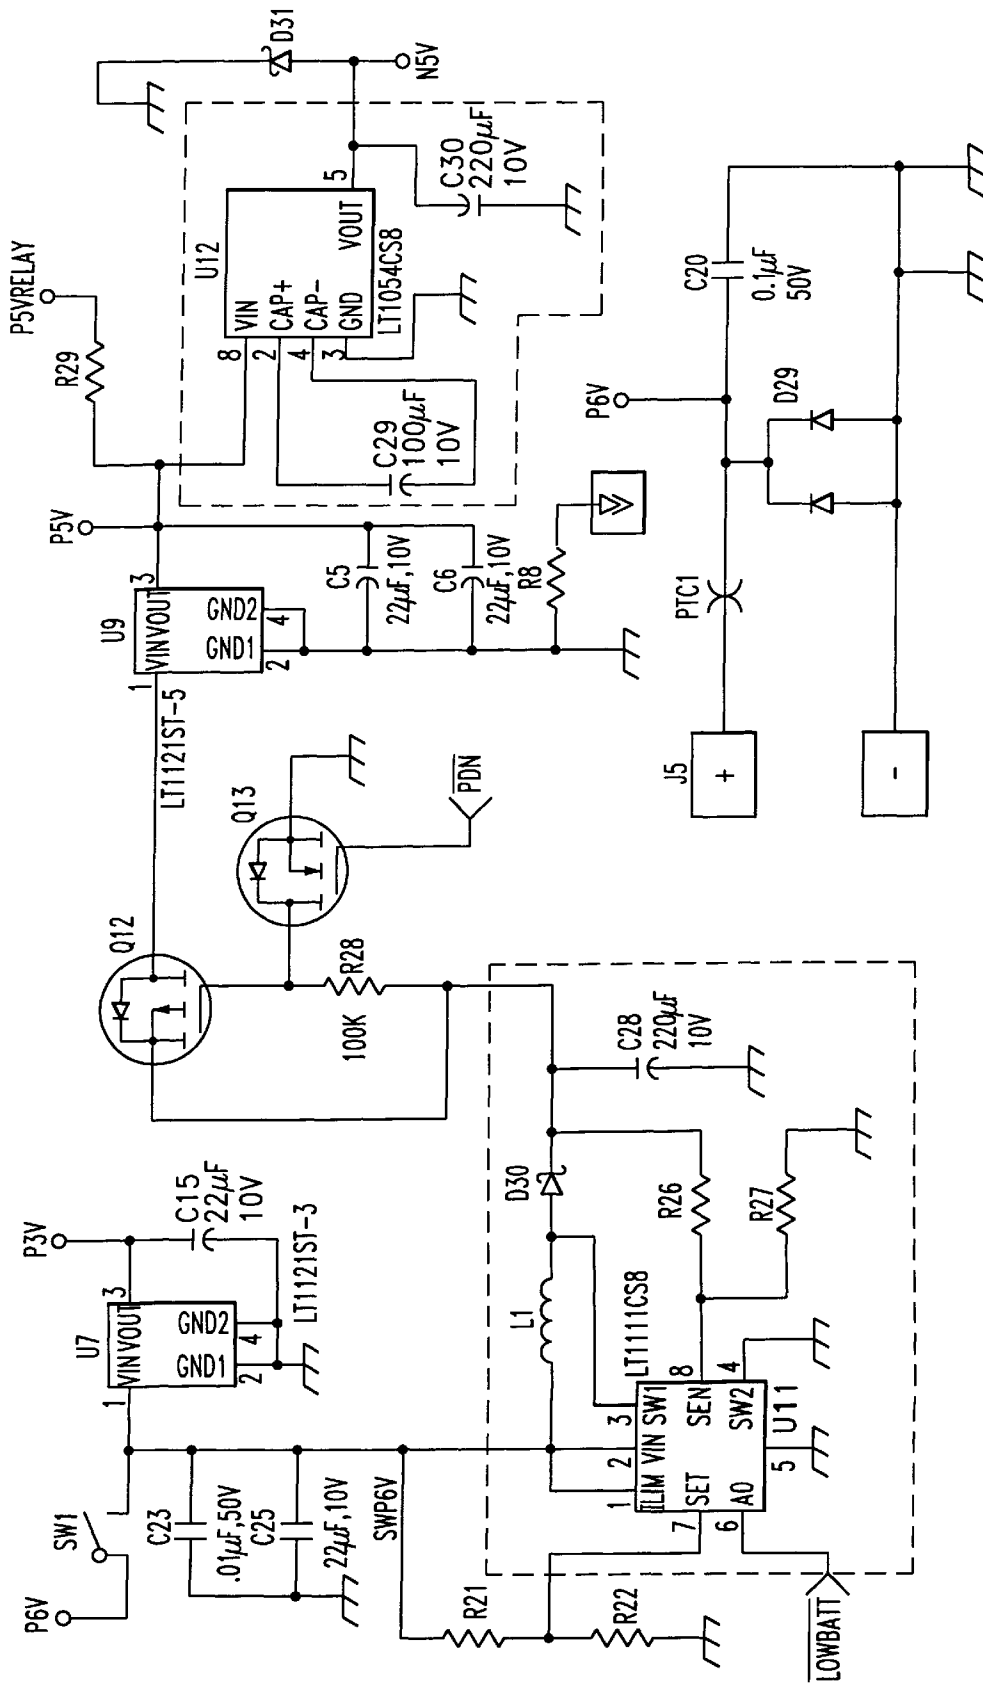 P6V
SW1
C23
.01µF,50V
C25
22µF,10V
SWP6V
R21
R22
LOWBATT
U7
P3V
1
VIN
VOUT
3
GND1
GND2
2
4
C15
22µF
10V
LT1121ST-3
L1
D30
LT1111CS8
1
2
3
ILIM
VIN
SW1
SET
SEN
7
8
6
A0
SW2
4
5
U11
R26
R27
C28
220µF
10V
Q12
R28
100K
Q13
PDN
LT1121ST-5
U9
1
VIN
VOUT
3
GND1
GND2
2
4
P5V
C5
22µF,10V
C6
22µF,10V
R8
R29
P5VRELAY
U12
8
VIN
2
CAP+
4
CAP-
3
GND
VOUT
5
LT1054CS8
C29
100µF
10V
C30
220µF
10V
D31
N5V
J5
+
-
PTC1
P6V
D29
C20
0.1µF
50V